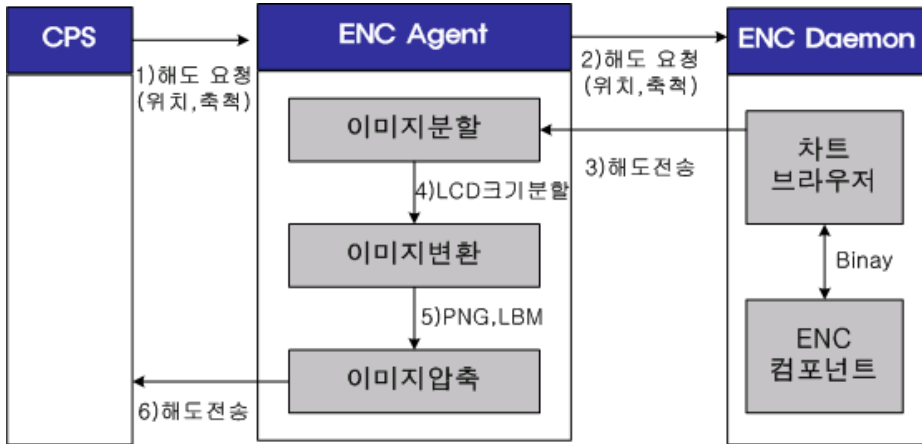 CPS
ENC Agent
ENC Daemon
1)해도 요청
(위치,축척)
2)해도 요청
(위치,축척)
이미지분할
3)해도전송
차트
브라우저
4)LCD크기분할
이미지변환
Binay
5)PNG,LBM
이미지압축
ENC
컴포넌트
6)해도전송